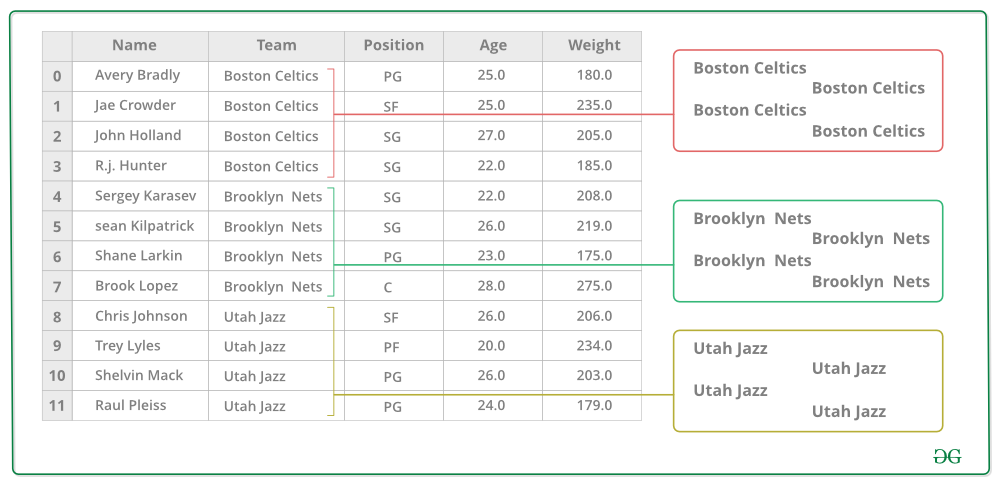 Name Team Position Age Weight
0 Avery Bradly Boston Celtics PG 25.0 180.0
1 Jae Crowder Boston Celtics SF 25.0 235.0
2 John Holland Boston Celtics SG 27.0 205.0
3 R.j. Hunter Boston Celtics SG 22.0 185.0
4 Sergey Karasev Brooklyn Nets SG 22.0 208.0
5 sean Kilpatrick Brooklyn Nets SG 26.0 219.0
6 Shane Larkin Brooklyn Nets PG 23.0 175.0
7 Brook Lopez Brooklyn Nets C 28.0 275.0
8 Chris Johnson Utah Jazz SF 26.0 206.0
9 Trey Lyles Utah Jazz PF 20.0 234.0
10 Shelvin Mack Utah Jazz PG 26.0 203.0
11 Raul Pleiss Utah Jazz PG 24.0 179.0
Boston Celtics
Boston Celtics
Boston Celtics
Boston Celtics
Brooklyn Nets
Brooklyn Nets
Brooklyn Nets
Brooklyn Nets
Utah Jazz
Utah Jazz
Utah Jazz
Utah Jazz